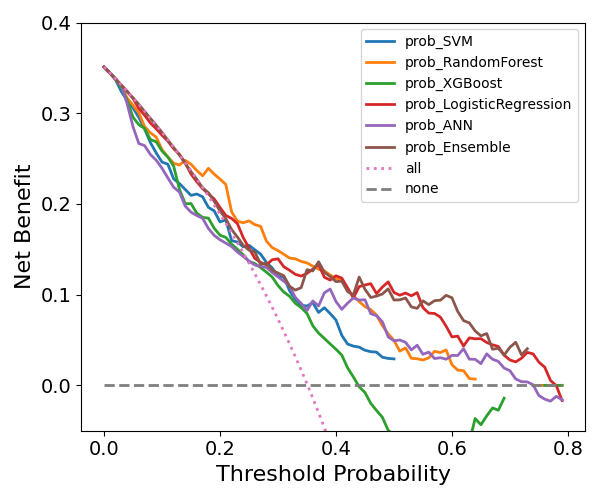 0.4
0.3
0.2
0.1
0.0
Net Benefit
prob_SVM
prob_RandomForest
prob_XGBoost
prob_LogisticRegression
prob_ANN
prob_Ensemble
all
none
0.0 0.2 0.4 0.6 0.8
Threshold Probability